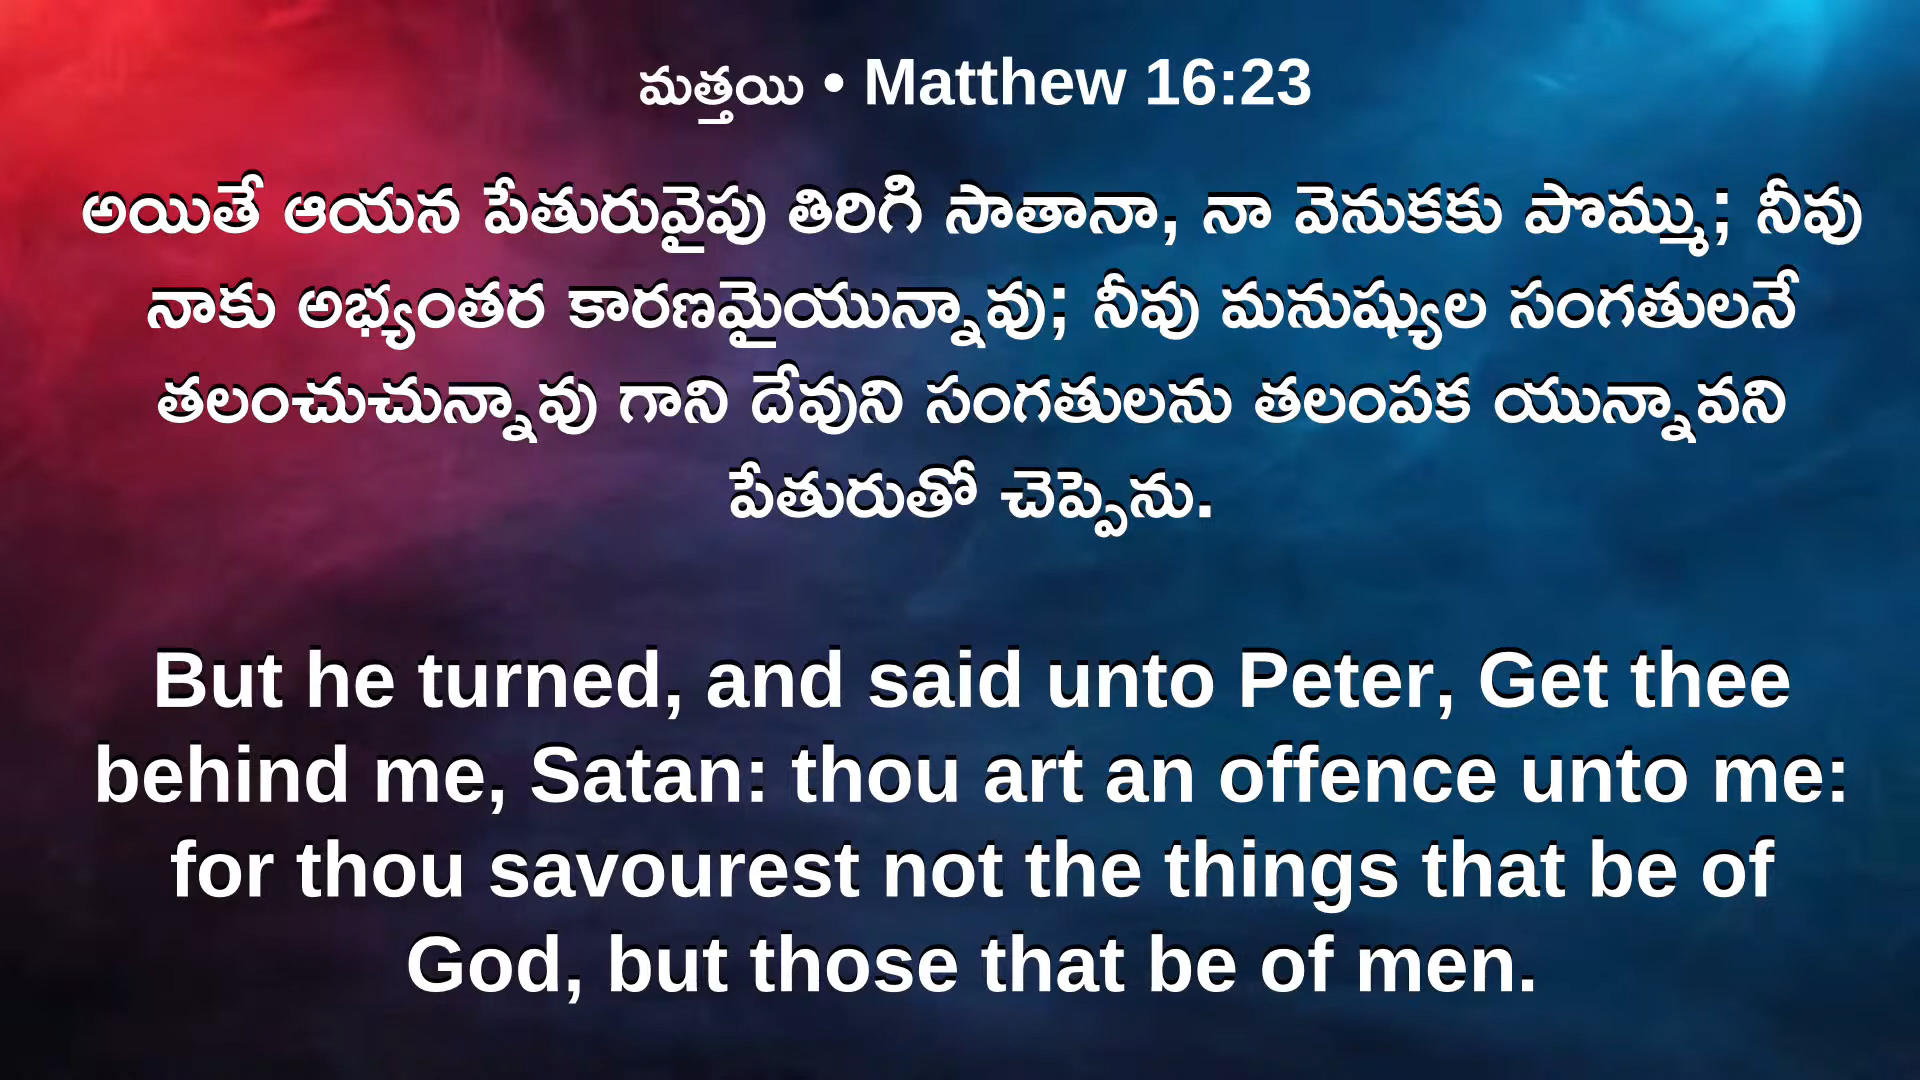 మత్తయి • Matthew 16:23
అయితే ఆయన పేతురువైపు తిరిగి సాతానా, నా వెనుకకు పొమ్ము; నీవు
నాకు అభ్యంతర కారణమైయున్నావు; నీవు మనుష్యుల సంగతులనే
తలంచుచున్నావు గాని దేవుని సంగతులను తలంపక యున్నావని
పేతురుతో చెప్పెను.
But he turned, and said unto Peter, Get thee
behind me, Satan: thou art an offence unto me:
for thou savourest not the things that be of
God, but those that be of men.